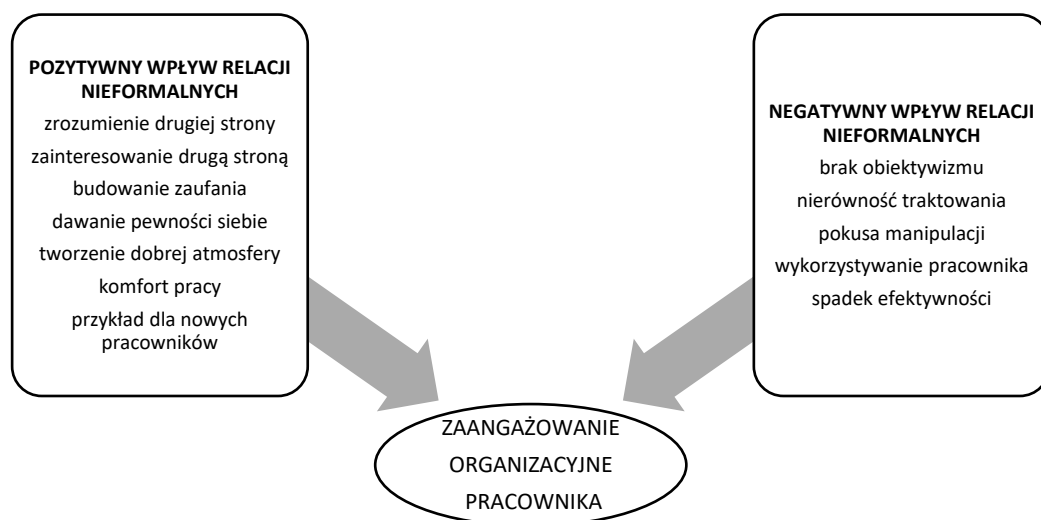 POZYTYWNY WPŁYW RELACJI
NIEFORMALNYCH
zrozumienie drugiej strony
zainteresowanie drugą stroną
budowanie zaufania
dawanie pewności siebie
tworzenie dobrej atmosfery
komfort pracy
przykład dla nowych
pracowników
NEGATYWNY WPŁYW RELACJI
NIEFORMALNYCH
brak obiektywizmu
nierówność traktowania
pokusa manipulacji
wykorzystywanie pracownika
spadek efektywności
ZAANGAŻOWANIE
ORGANIZACYJNE
PRACOWNIKA